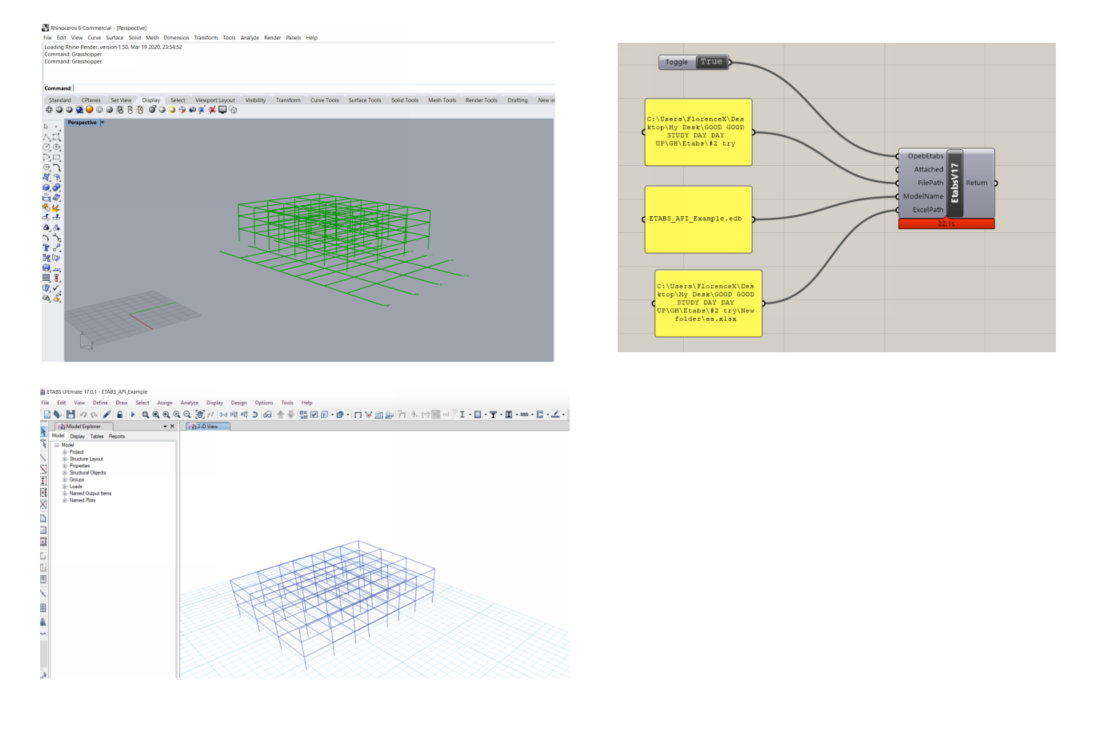 Rhinoceros 6 Commercial - [Perspective]
File Edit View Curve Surface Solid Mesh Dimension Transform Tools Analyze Render Panels Help
Loading Rhino Render, version 1.50, Mar 19 2020, 23:54:52
Command: Grasshopper
Command: Grasshopper
Command:
Standard CPlanes Set View Display Select Viewport Layout Visibility Transform Curve Tools Surface Tools Solid Tools Mesh Tools Render Tools Drafting New in
Perspective
Toggle True
C:\Users\FlorenceX\Des
ktop\My Desk\GOOD GOOD
STUDY DAY DAY
UP\GH\Etabs\#2 try
ETABS_API_Example.edb
C:\Users\FlorenceX\Des
ktop\My Desk\GOOD GOOD
STUDY DAY DAY
UP\GH\Etabs\#2 try\New
folder\aa.xlsx
OpebEtabs
Attached
FilePath
ModelName
ExcelPath
EtabsV17
Return
ETABS Ultimate 17.0.1 - ETABS_API_Example
File Edit View Define Draw Select Assign Analyze Display Design Options Tools Help
Model Explorer
3-D View
Model Display Tables Reports
Model
Project
Structure Layout
Properties
Structural Objects
Groups
Loads
Named Output Items
Named Plots